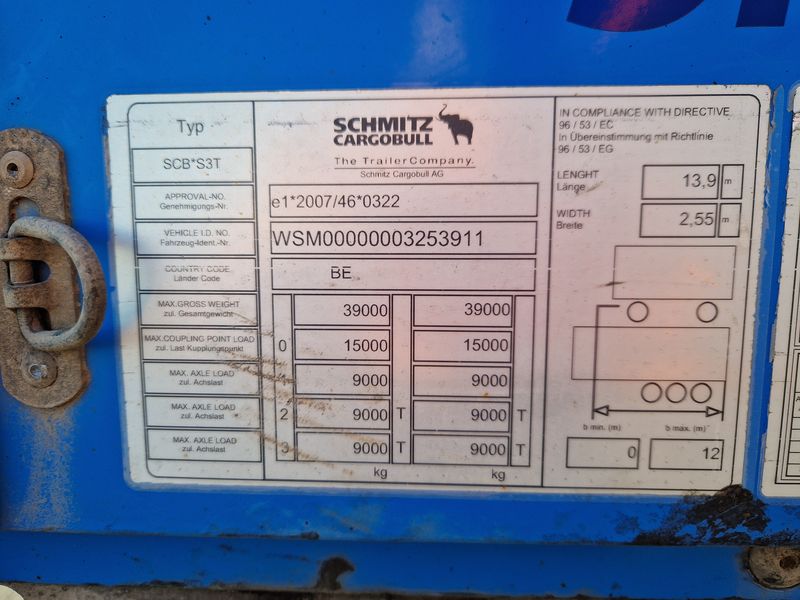 Typ
SCB*S3T
SCHMITZ
CARGOBULL
The Trailer Company.
Schmitz Cargobull AG
IN COMPLIANCE WITH DIRECTIVE
96 / 53 / EC
In Übereinstimmung mit Richtlinie
96 / 53 / EG
LENGHT
Länge
13,9 m
WIDTH
Breite
2,55 m
APPROVAL-NO.
Genehmigungs-Nr.
e1*2007/46*0322
VEHICLE I.D. NO.
Fahrzeug-Ident.-Nr.
WSM00000003253911
COUNTRY CODE
Länder Code
BE
MAX.GROSS WEIGHT
zul. Gesamtgewicht
39000 39000
MAX.COUPLING POINT LOAD
zul. Last Kupplungspunkt
0 15000 15000
MAX. AXLE LOAD
zul. Achslast
9000 9000
MAX. AXLE LOAD
zul. Achslast
2 9000 T 9000 T
MAX. AXLE LOAD
zul. Achslast
3 9000 T 9000 T
kg kg
b min. (m) b max. (m)
0 12